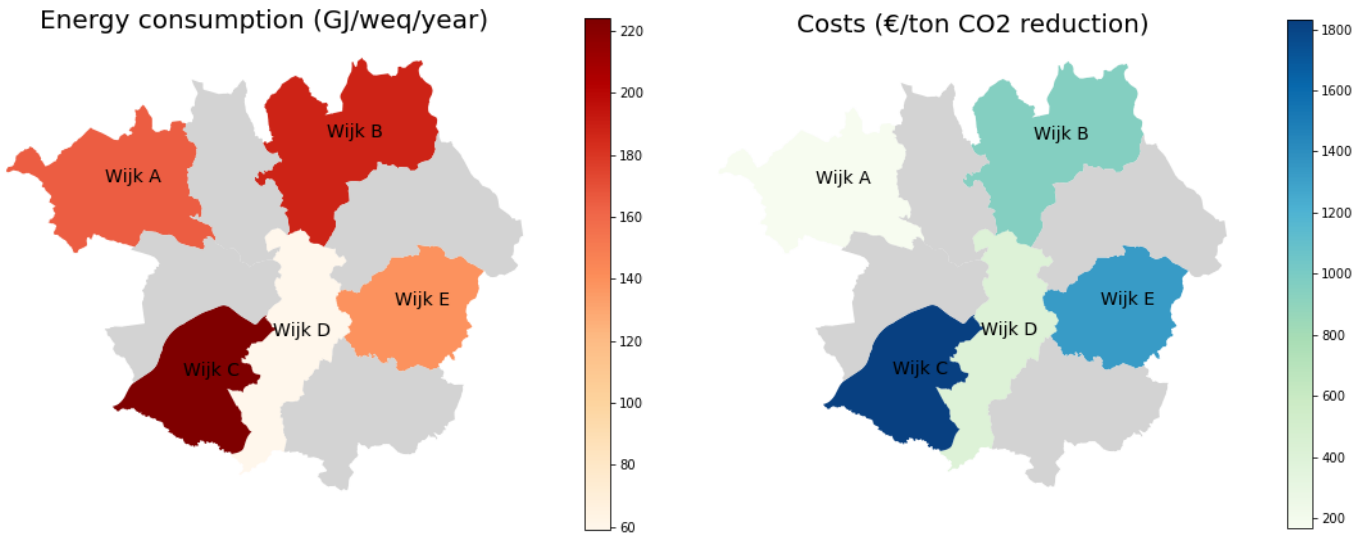 Energy consumption (GJ/weq/year)
Wijk A
Wijk B
Wijk C
Wijk D
Wijk E
220
200
180
160
140
120
100
80
60
Costs (€/ton CO2 reduction)
Wijk A
Wijk B
Wijk C
Wijk D
Wijk E
1800
1600
1400
1200
1000
800
600
400
200